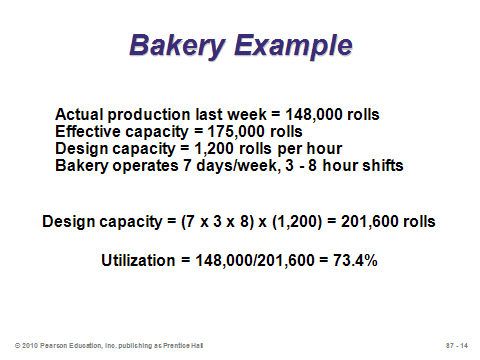 Bakery Example
Actual production last week = 148,000 rolls
Effective capacity = 175,000 rolls
Design capacity = 1,200 rolls per hour
Bakery operates 7 days/week, 3 - 8 hour shifts
Design capacity = (7 x 3 x 8) x (1,200) = 201,600 rolls
Utilization = 148,000/201,600 = 73.4%
© 2010 Pearson Education, Inc. publishing as Prentice Hall
S7 - 14